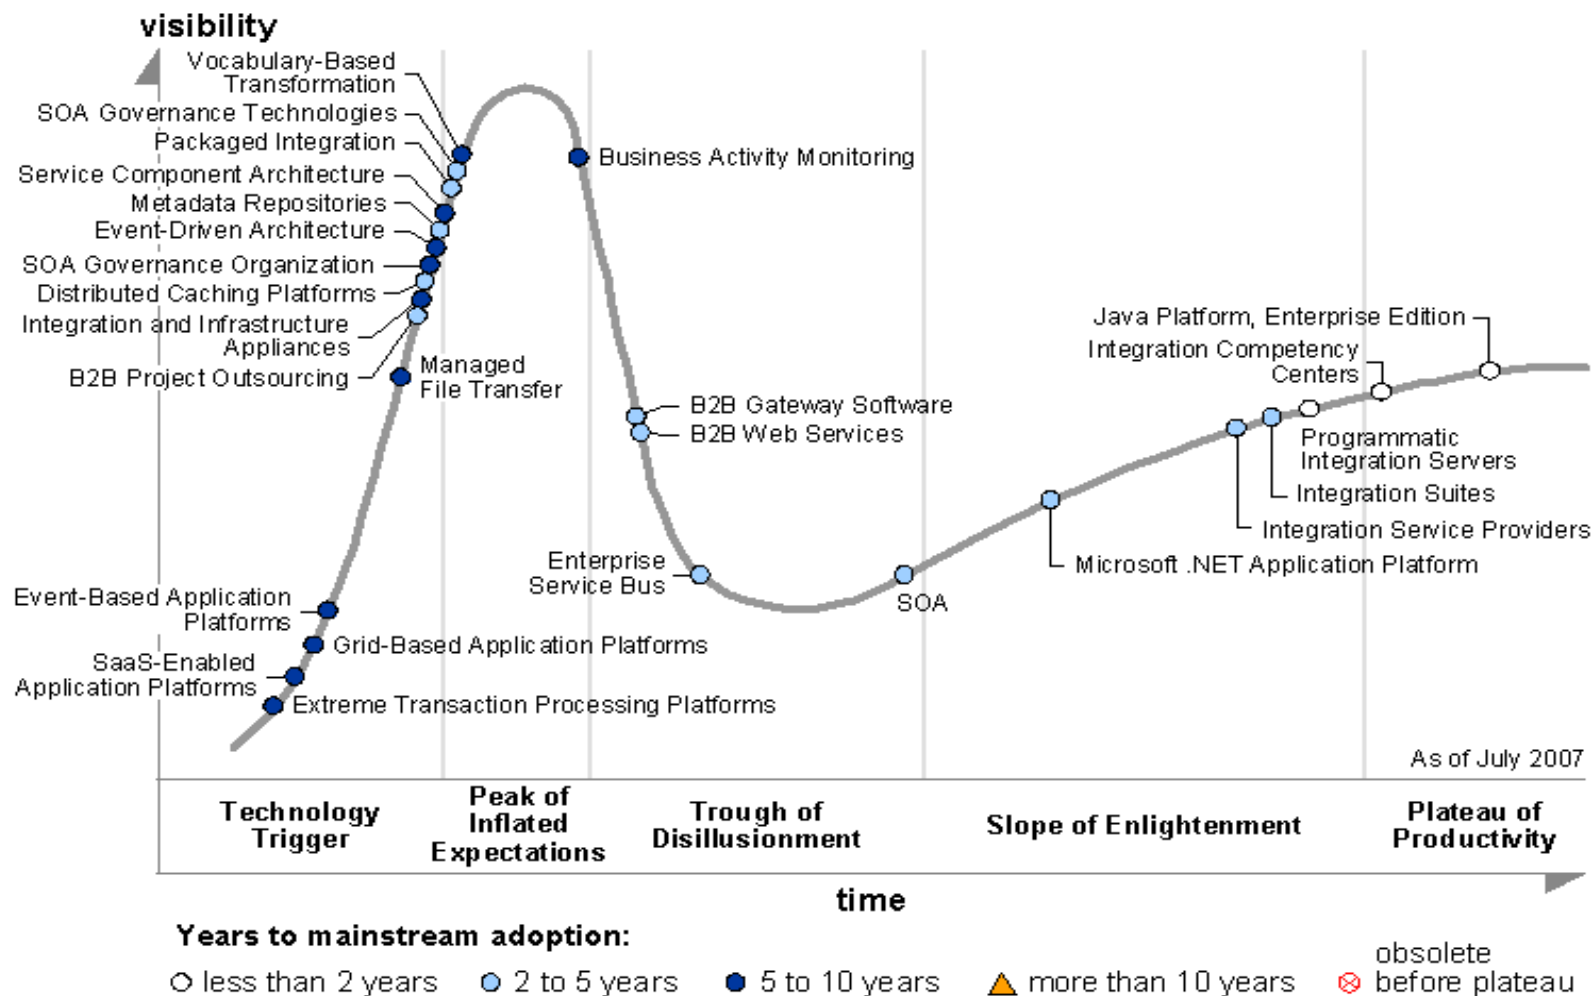 visibility
Vocabulary-Based
Transformation
SOA Governance Technologies
Packaged Integration
Service Component Architecture
Metadata Repositories
Event-Driven Architecture
SOA Governance Organization
Distributed Caching Platforms
Integration and Infrastructure
Appliances
B2B Project Outsourcing
Managed
File Transfer
Event-Based Application
Platforms
Grid-Based Application Platforms
SaaS-Enabled
Application Platforms
Extreme Transaction Processing Platforms
Business Activity Monitoring
B2B Gateway Software
B2B Web Services
Enterprise
Service Bus
SOA
Java Platform, Enterprise Edition
Integration Competency
Centers
Programmatic
Integration Servers
Integration Suites
Integration Service Providers
Microsoft .NET Application Platform
As of July 2007
Technology
Trigger
Peak of
Inflated
Expectations
Trough of
Disillusionment
Slope of Enlightenment
Plateau of
Productivity
time
Years to mainstream adoption:
less than 2 years
2 to 5 years
5 to 10 years
more than 10 years
obsolete
before plateau